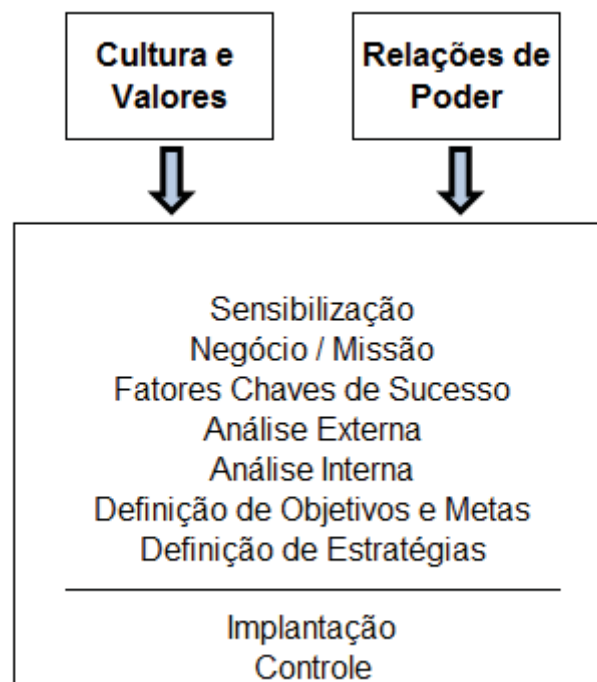 Cultura e
Valores
Relações de
Poder
Sensibilização
Negócio / Missão
Fatores Chaves de Sucesso
Análise Externa
Análise Interna
Definição de Objetivos e Metas
Definição de Estratégias
Implantação
Controle